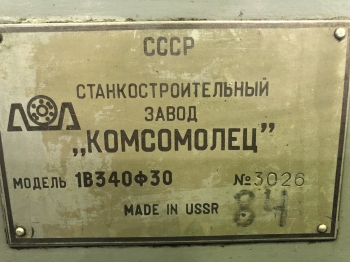 СССР
СТАНКОСТРОИТЕЛЬНЫЙ
ЗАВОД
„КОМСОМОЛЕЦ”
МОДЕЛЬ 1В340Ф30 №3026
MADE IN USSR 84